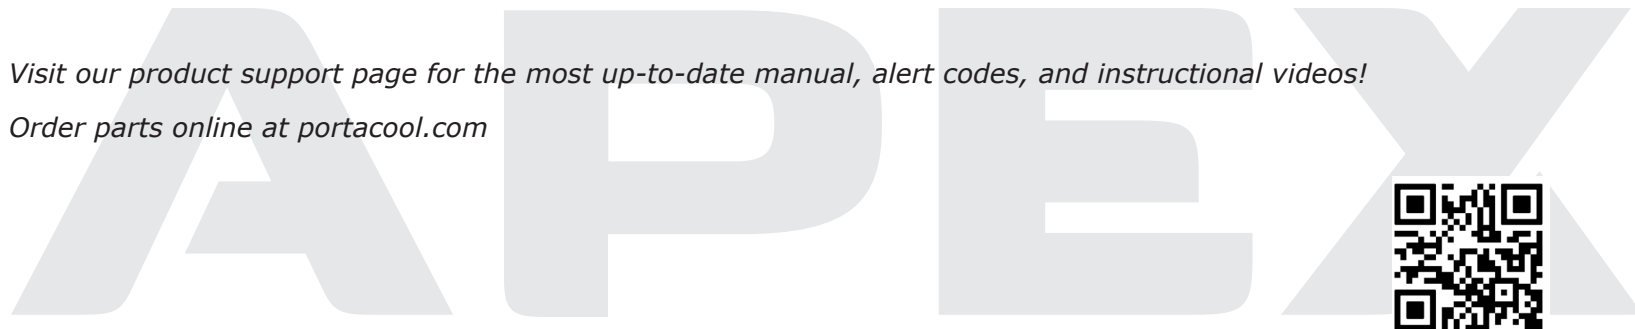 APEX
Visit our product support page for the most up-to-date manual, alert codes, and instructional videos!
Order parts online at portacool.com